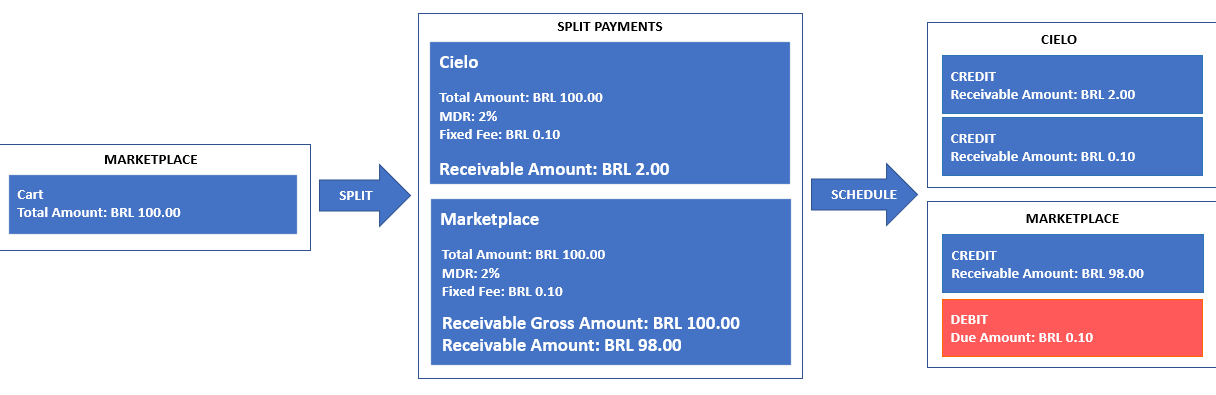 MARKETPLACE
Cart
Total Amount: BRL 100.00
SPLIT
SPLIT PAYMENTS
Cielo
Total Amount: BRL 100.00
MDR: 2%
Fixed Fee: BRL 0.10
Receivable Amount: BRL 2.00
Marketplace
Total Amount: BRL 100.00
MDR: 2%
Fixed Fee: BRL 0.10
Receivable Gross Amount: BRL 100.00
Receivable Amount: BRL 98.00
SCHEDULE
CIELO
CREDIT
Receivable Amount: BRL 2.00
CREDIT
Receivable Amount: BRL 0.10
MARKETPLACE
CREDIT
Receivable Amount: BRL 98.00
DEBIT
Due Amount: BRL 0.10